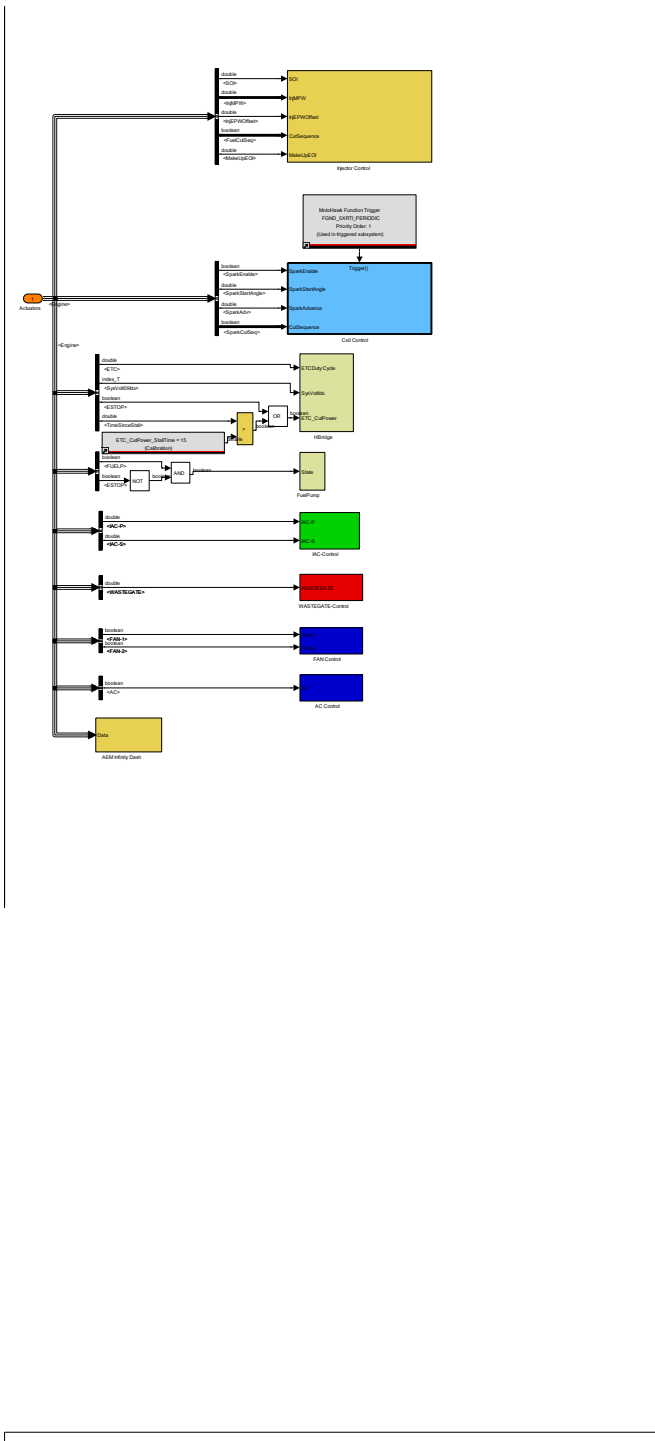 double
<SOI>
SOI
double
<InjMPW>
InjMPW
double
<InjEPWOffset>
InjEPWOffset
boolean
<FuelCutSeq>
CutSequence
double
<MakeUpEOI>
MakeUpEOI
Injector Control
MotoHawk Function Trigger
FGND_5XRTI_PERIODIC
Priority Order: 1
(Used in triggered subsystem)
Trigger()
boolean
<SparkEnable>
SparkEnable
double
<SparkStartAngle>
SparkStartAngle
double
<SparkAdv>
SparkAdvance
boolean
<SparkCutSeq>
CutSequence
Coil Control
1
Actuators
<Engine>
<Engine>
double
<ETC>
ETCDutyCycle
index_T
<SysVolt09Idx>
SysVoltIdx
boolean
<ESTOP>
double
<TimeSinceStall>
boolean
OR
boolean
ETC_CutPower
HBridge
ETC_CutPower_StallTime = 15
(Calibration)
double
boolean
<FUELP>
boolean
<ESTOP>
NOT
boolean
AND
boolean
State
FuelPump
double
<IAC-P>
IAC-P
double
<IAC-S>
IAC-S
IAC-Control
double
<WASTEGATE>
WASTEGATE
WASTEGATE-Control
boolean
<FAN-1>
boolean
<FAN-2>
FAN Control
boolean
<AC>
AC Control
Data
AEM Infinity Dash